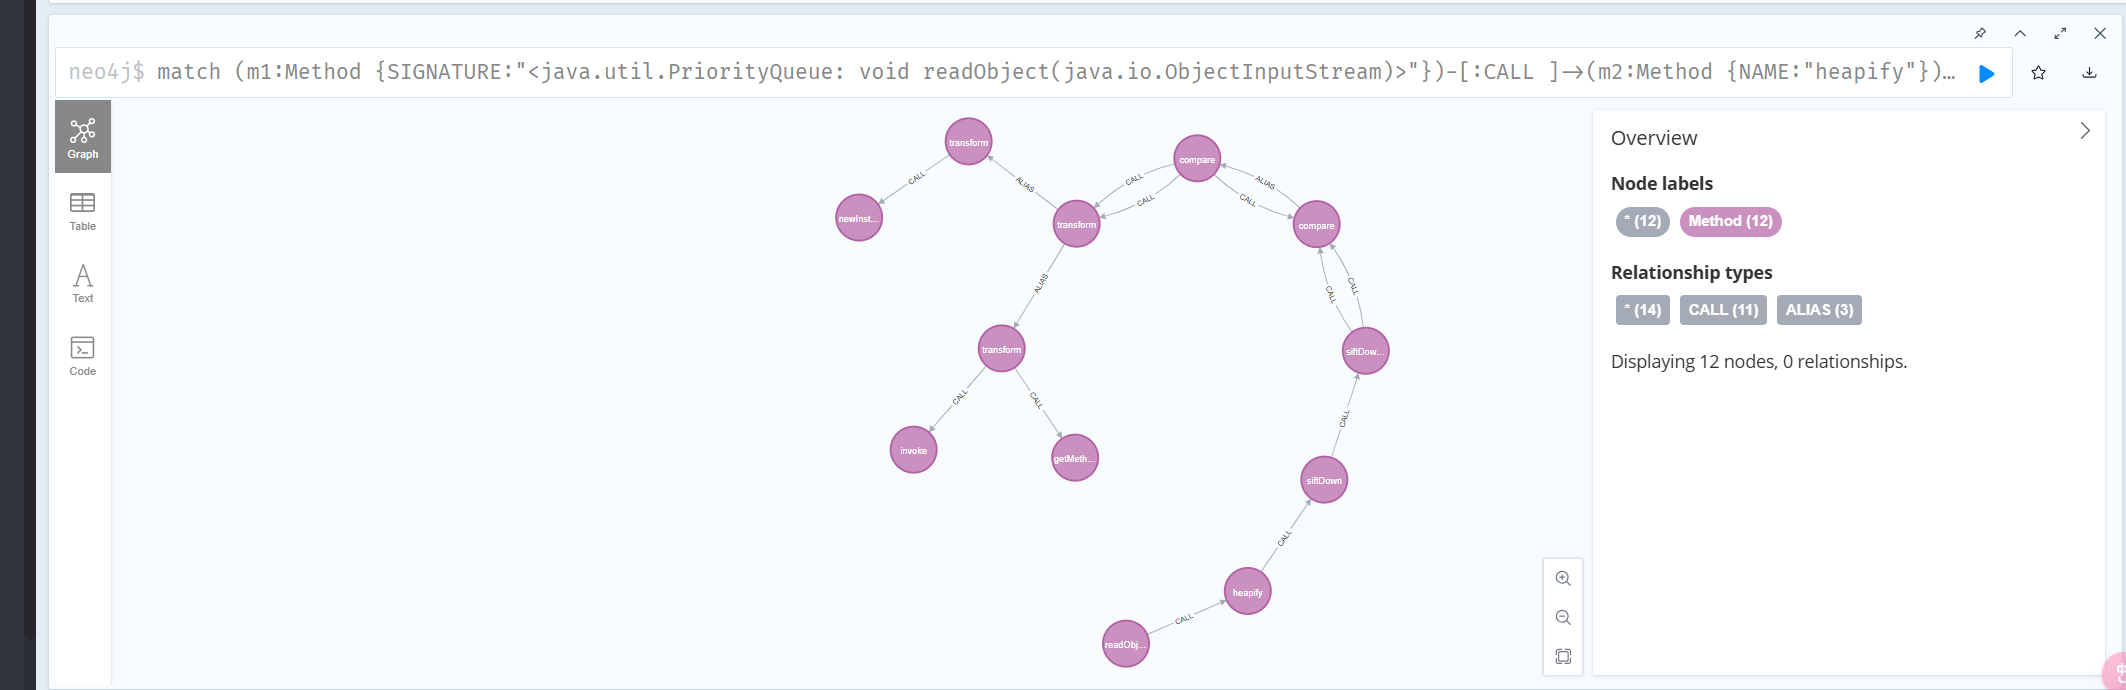 neo4j$ match (m1:Method {SIGNATURE:"<java.util.PriorityQueue: void readObject(java.io.ObjectInputStream)>"})-[:CALL ]→(m2:Method {NAME:"heapify"})…
Graph
Table
Text
Code
transform
compare
CALL
ALIAS
CALL
ALIAS
CALL
CALL
newInst...
transform
compare
ALIAS
CALL
CALL
transform
siftDow...
CALL
CALL
CALL
invoke
getMeth...
siftDown
CALL
heapify
CALL
readObj...
Overview
Node labels
* (12) Method (12)
Relationship types
* (14) CALL (11) ALIAS (3)
Displaying 12 nodes, 0 relationships.